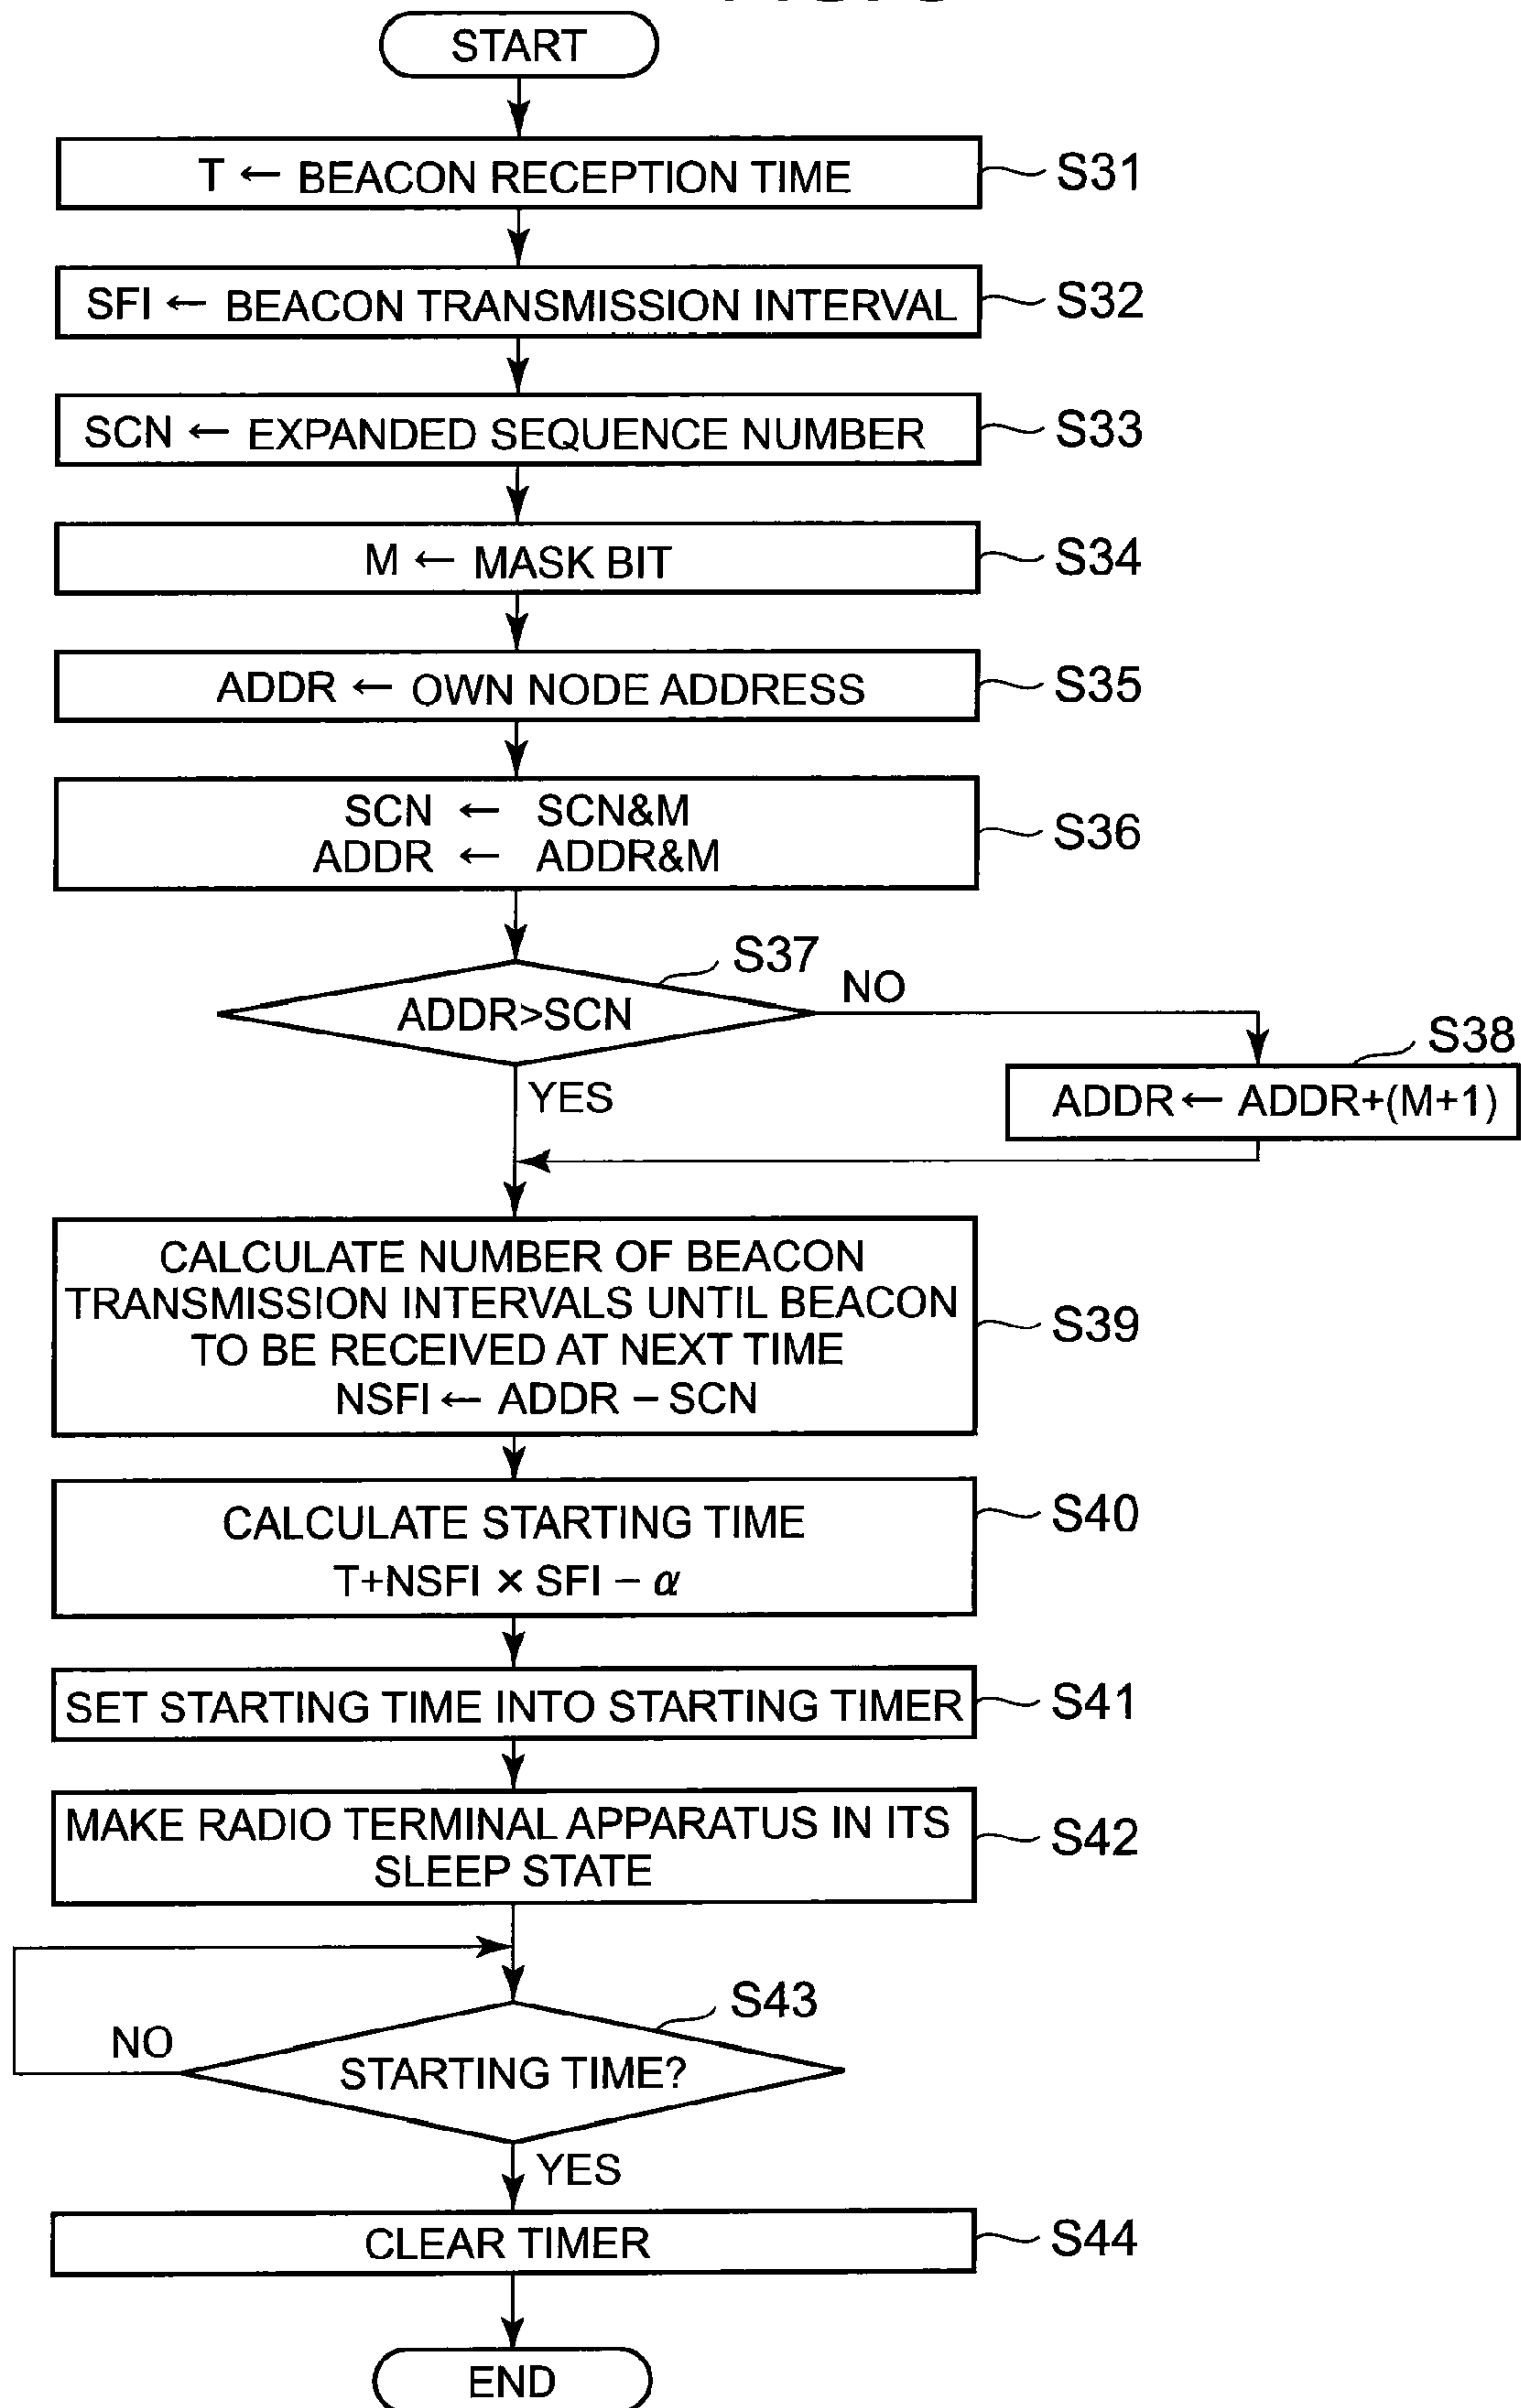 START
T ← BEACON RECEPTION TIME
S31
SFI ← BEACON TRANSMISSION INTERVAL
S32
SCN ← EXPANDED SEQUENCE NUMBER
S33
M ← MASK BIT
S34
ADDR ← OWN NODE ADDRESS
S35
SCN ← SCN&M
ADDR ← ADDR&M
S36
S37
ADDR>SCN
NO
YES
S38
ADDR ← ADDR+(M+1)
CALCULATE NUMBER OF BEACON
TRANSMISSION INTERVALS UNTIL BEACON
TO BE RECEIVED AT NEXT TIME
NSFI ← ADDR – SCN
S39
CALCULATE STARTING TIME
T+NSFI × SFI – α
S40
SET STARTING TIME INTO STARTING TIMER
S41
MAKE RADIO TERMINAL APPARATUS IN ITS
SLEEP STATE
S42
S43
NO
STARTING TIME?
YES
CLEAR TIMER
S44
END